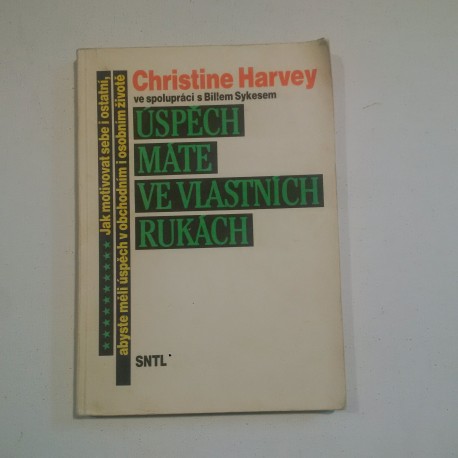 Christine Harvey
ve spolupráci s Billem Sykesem
ÚSPĚCH
MÁTE
VE VLASTNÍCH
RUKÁCH
★★★★★★★★★★ Jak motivovat sebe i ostatní,
abyste měli úspěch v obchodním i osobním životě
SNTL